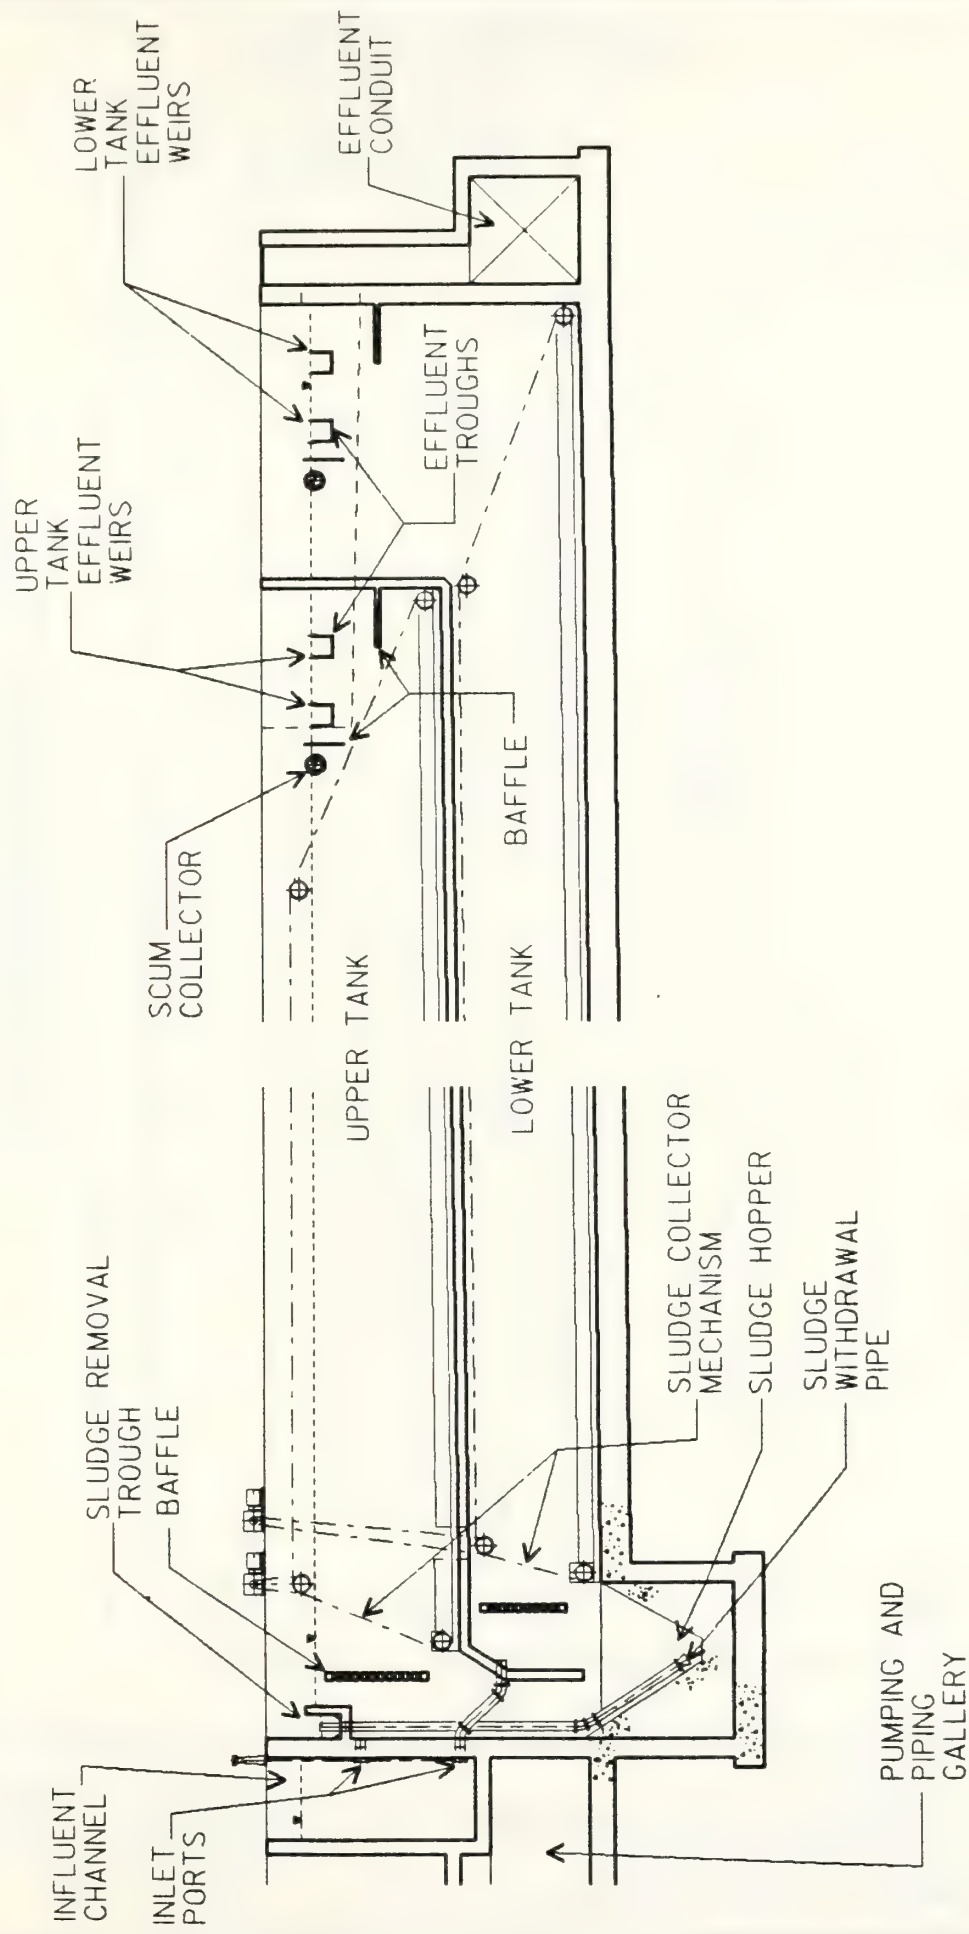 INFLUENT
CHANNEL
INLET
PORTS
SLUDGE REMOVAL
TROUGH
BAFFLE
SCUM
COLLECTOR
UPPER
TANK
EFFLUENT
WEIRS
LOWER
TANK
EFFLUENT
WEIRS
EFFLUENT
CONDUIT
EFFLUENT
TROUGHS
BAFFLE
UPPER TANK
LOWER TANK
SLUDGE COLLECTOR
MECHANISM
SLUDGE HOPPER
SLUDGE
WITHDRAWAL
PIPE
PUMPING AND
PIPING
GALLERY